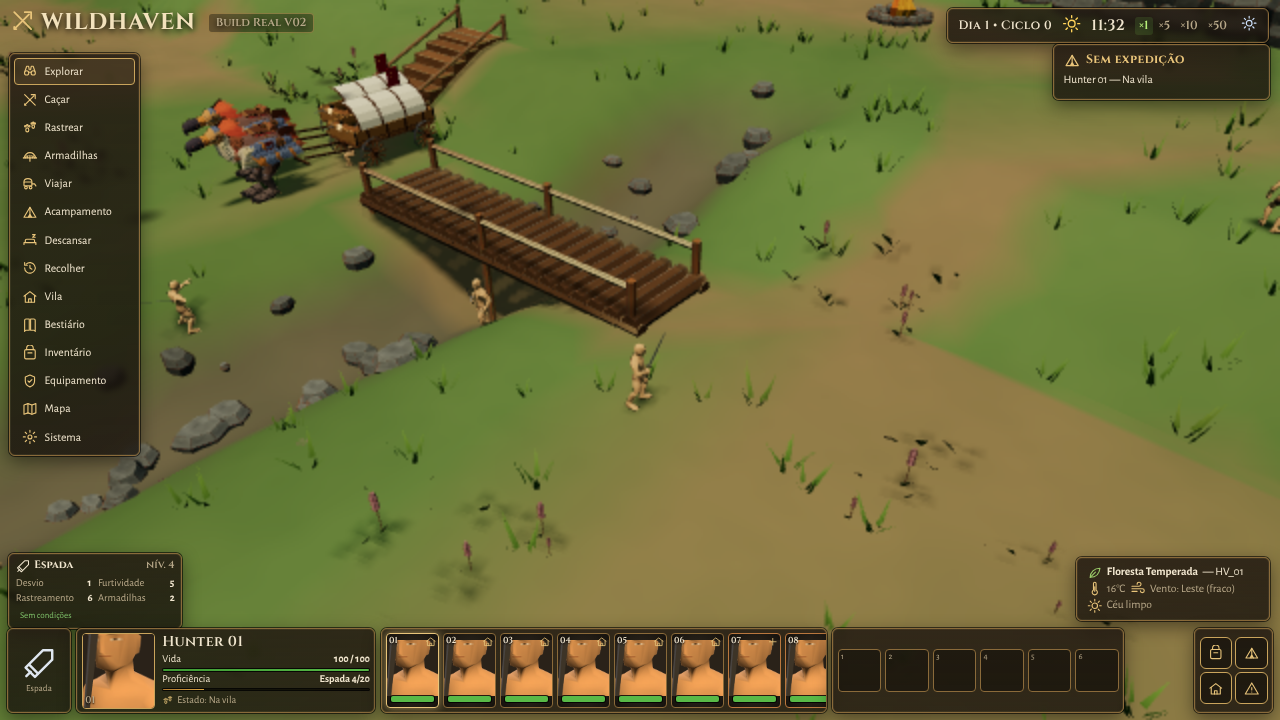 WILDHAVEN
BUILD REAL V02
DIA 1 • CICLO 0
11:32
×1
×5
×10
×50
SEM EXPEDIÇÃO
Hunter 01 — Na vila
Explorar
Caçar
Rastrear
Armadilhas
Viajar
Acampamento
Descansar
Recolher
Vila
Bestiário
Inventário
Equipamento
Mapa
Sistema
ESPADA NÍV. 4
Desvio 1 Furtividade 5
Rastreamento 6 Armadilhas 2
Sem condições
Floresta Temperada — HV_01
16°C Vento: Leste (fraco)
Céu limpo
Espada
01
HUNTER 01
Vida 100 / 100
Proficiência Espada 4/20
Estado: Na vila
01
02
03
04
05
06
07
08
1
2
3
4
5
6